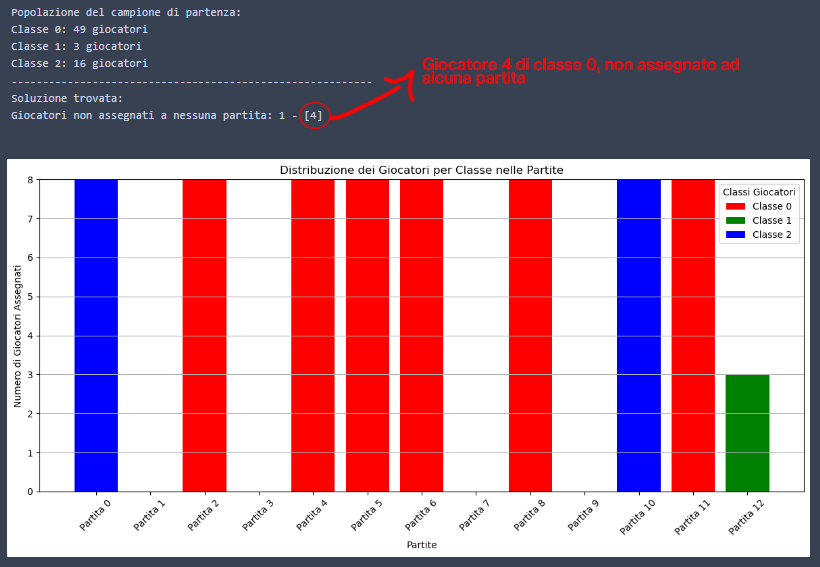 Popolazione del campione di partenza:
Classe 0: 49 giocatori
Classe 1: 3 giocatori
Classe 2: 16 giocatori
---------------------------------------------------------
Soluzione trovata:
Giocatori non assegnati a nessuna partita: 1 - [4]
Giocatore 4 di classe 0, non assegnato ad
alcuna partita
Distribuzione dei Giocatori per Classe nelle Partite
Numero di Giocatori Assegnati
8
7
6
5
4
3
2
1
0
Classi Giocatori
Classe 0
Classe 1
Classe 2
Partita 0
Partita 1
Partita 2
Partita 3
Partita 4
Partita 5
Partita 6
Partita 7
Partita 8
Partita 9
Partita 10
Partita 11
Partita 12
Partite